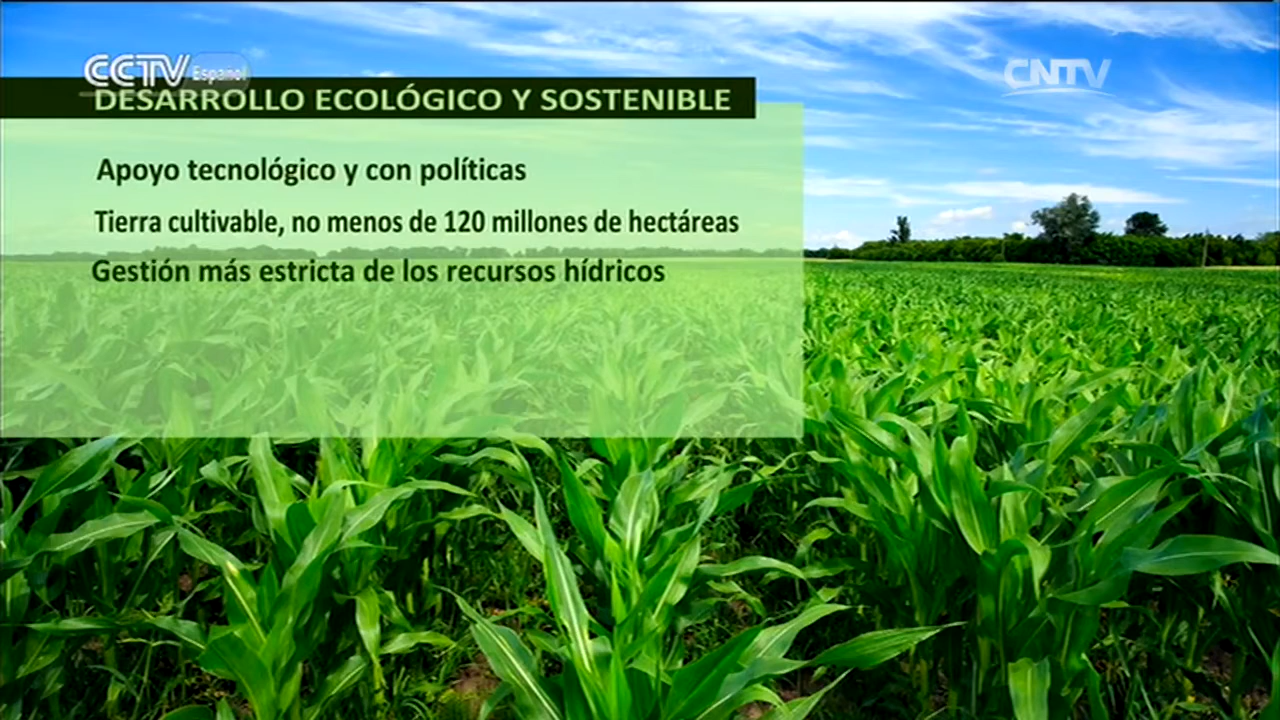 CCTV Español
CNTV
DESARROLLO ECOLÓGICO Y SOSTENIBLE
Apoyo tecnológico y con políticas
Tierra cultivable, no menos de 120 millones de hectáreas
Gestión más estricta de los recursos hídricos